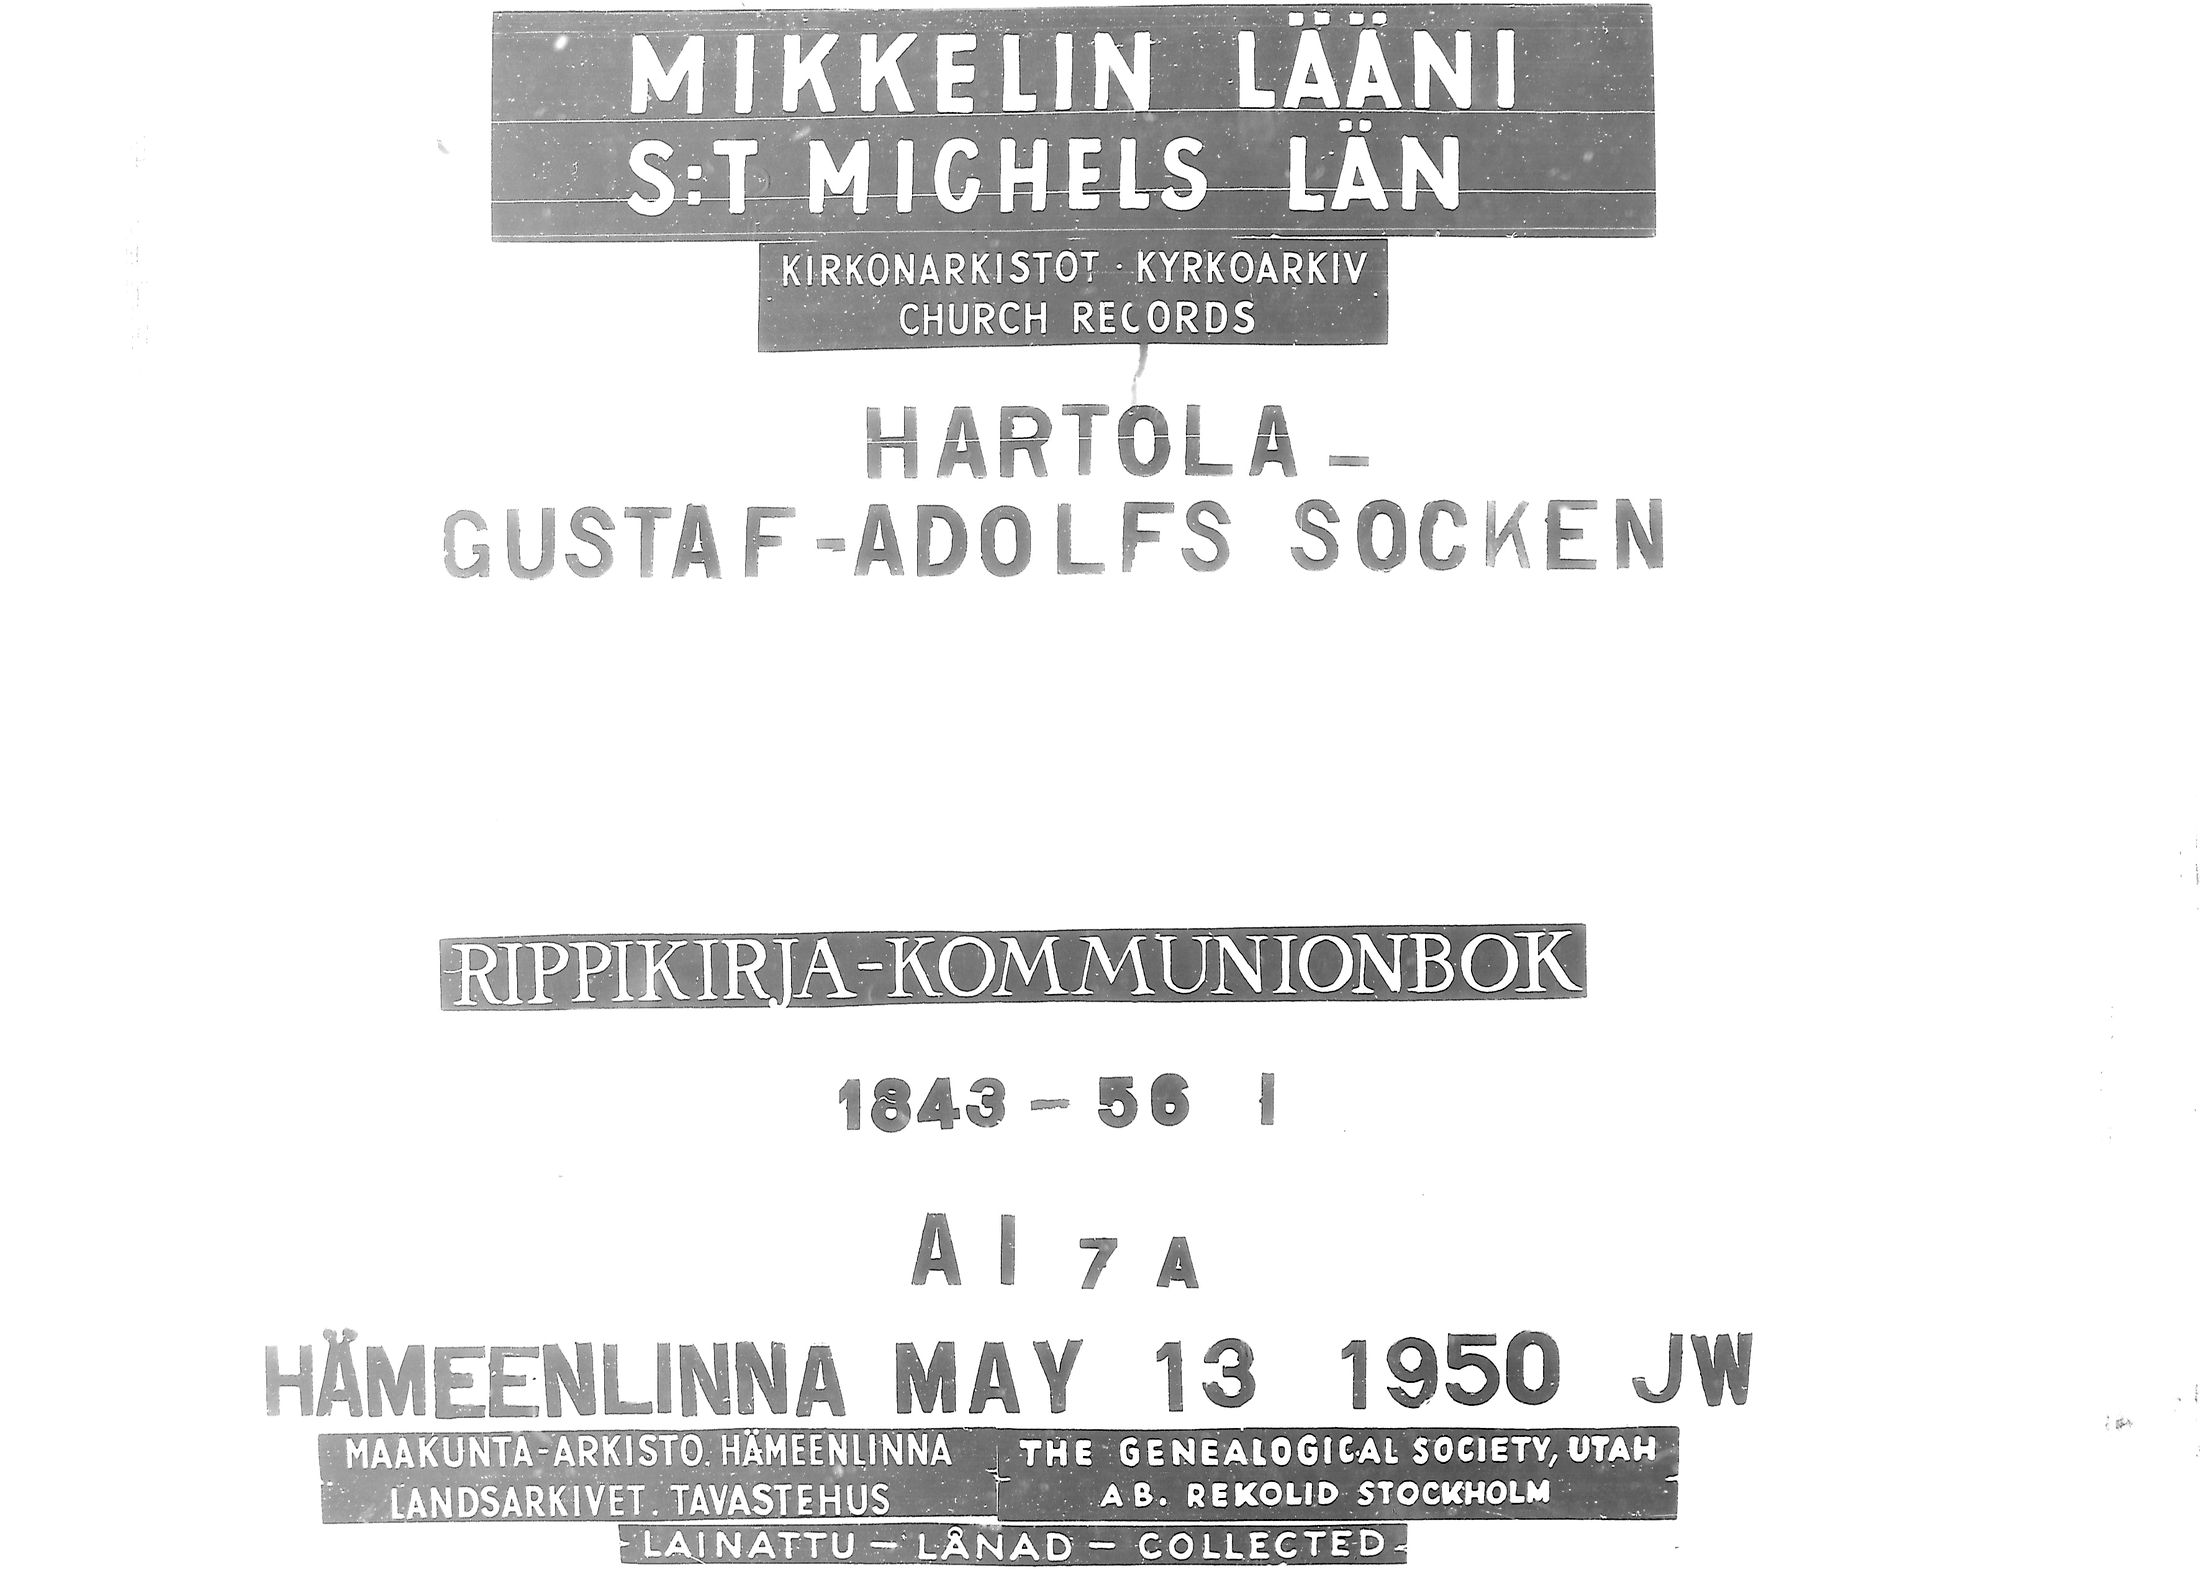 MIKKELIN LÄÄNI
S:T MICHELS LÄN
KIRKONARKISTOT · KYRKOARKIV
CHURCH RECORDS
HARTOLA -
GUSTAF-ADOLFS SOCKEN
RIPPIKIRJA-KOMMUNIONBOK
1843-56 I
A I 7 A
HÄMEENLINNA MAY 13 1950 JW
MAAKUNTA-ARKISTO. HÄMEENLINNA
LANDSARKIVET. TAVASTEHUS
THE GENEALOGICAL SOCIETY, UTAH
AB. REKOLID STOCKHOLM
LAINATTU - LÅNAD - COLLECTED